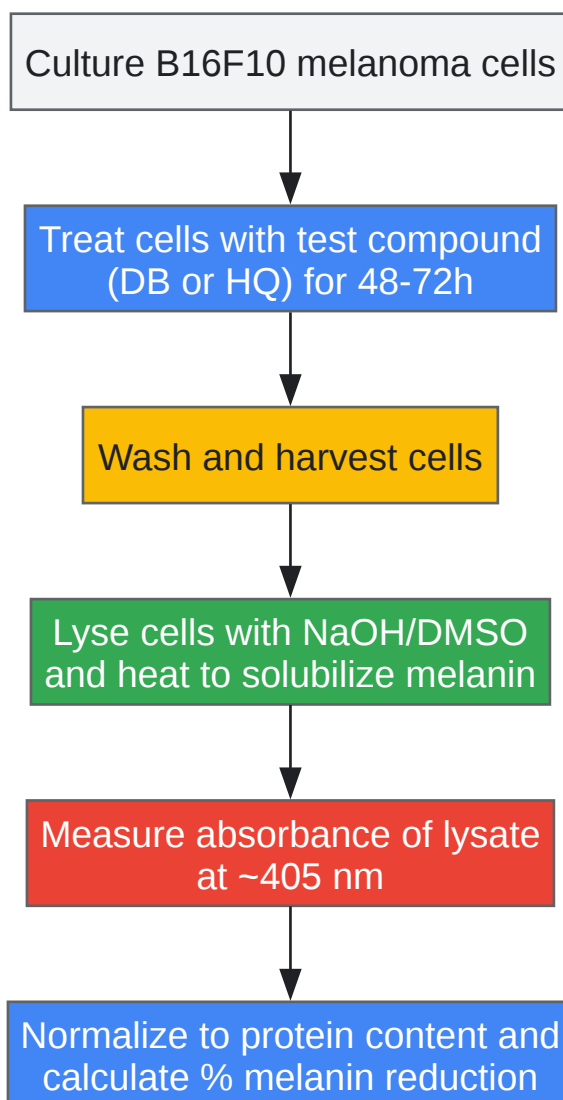 Culture B16F10 melanoma cells
Treat cells with test compound
(DB or HQ) for 48-72h
Wash and harvest cells
Lyse cells with NaOH/DMSO
and heat to solubilize melanin
Measure absorbance of lysate
at ~405 nm
Normalize to protein content and
calculate % melanin reduction